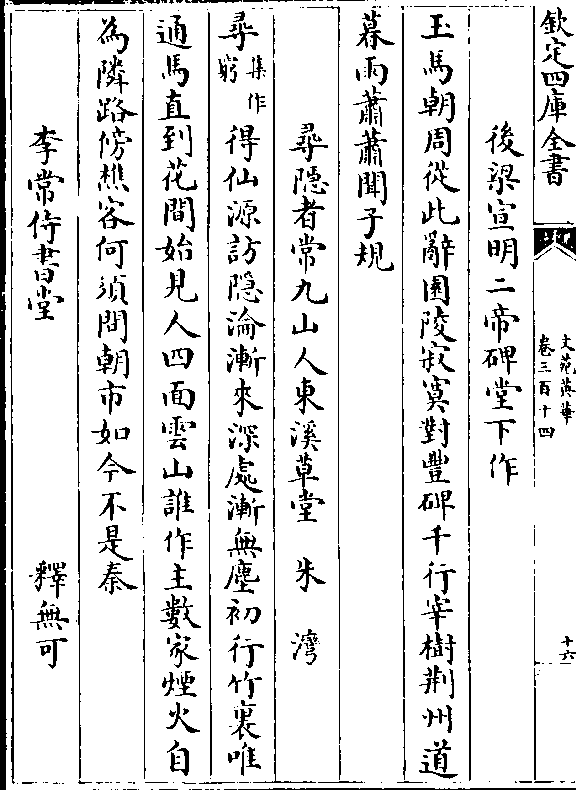 欽定四庫全書
文苑英華
卷三百十四
十六
後梁宣明二帝碑堂下作
玉馬朝周從此辭園陵寂寞對豐碑千行宰樹荆州道
暮雨蕭蕭聞子規
尋隱者常九山人東溪草堂 朱灣
尋集作窮得仙源訪隱淪漸來深處漸無塵初行竹裏唯
通馬直到花間始見人四面雲山誰作主數家煙火自
為隣路傍樵客何須問朝市如今不是秦
李常侍書堂 釋無可